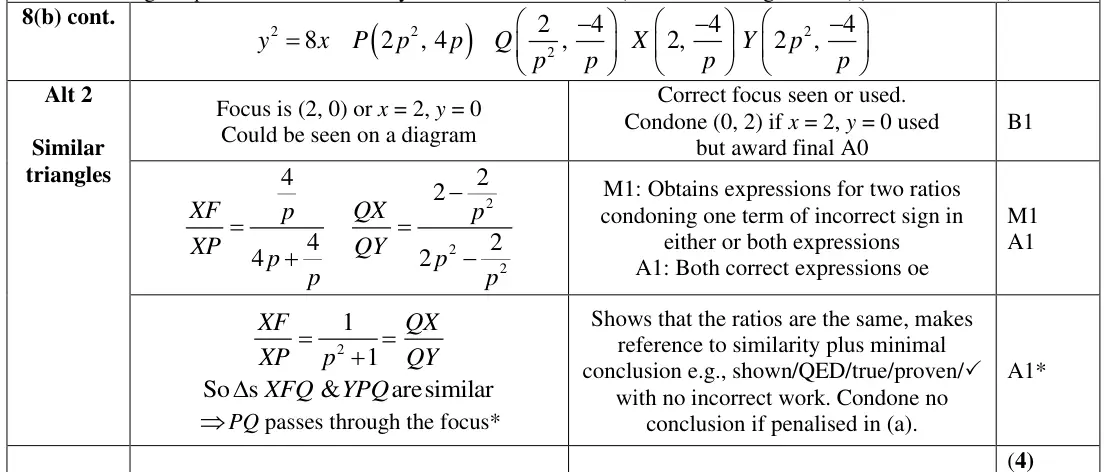 8(b) cont.
y² = 8x P(2p², 4p) Q(2/p², −4/p) X(2, −4/p) Y(2p², −4/p)
Alt 2
Similar
triangles
Focus is (2, 0) or x = 2, y = 0
Could be seen on a diagram
Correct focus seen or used.
Condone (0, 2) if x = 2, y = 0 used
but award final A0
B1
XF/XP = (4/p)/(4p + 4/p) QX/QY = (2 − 2/p²)/(2p² − 2/p²)
M1: Obtains expressions for two ratios
condoning one term of incorrect sign in
either or both expressions
A1: Both correct expressions oe
M1
A1
XF/XP = 1/(p² + 1) = QX/QY
So Δs XFQ & YPQ are similar
⇒ PQ passes through the focus*
Shows that the ratios are the same, makes
reference to similarity plus minimal
conclusion e.g., shown/QED/true/proven/✓
with no incorrect work. Condone no
conclusion if penalised in (a).
A1*
(4)